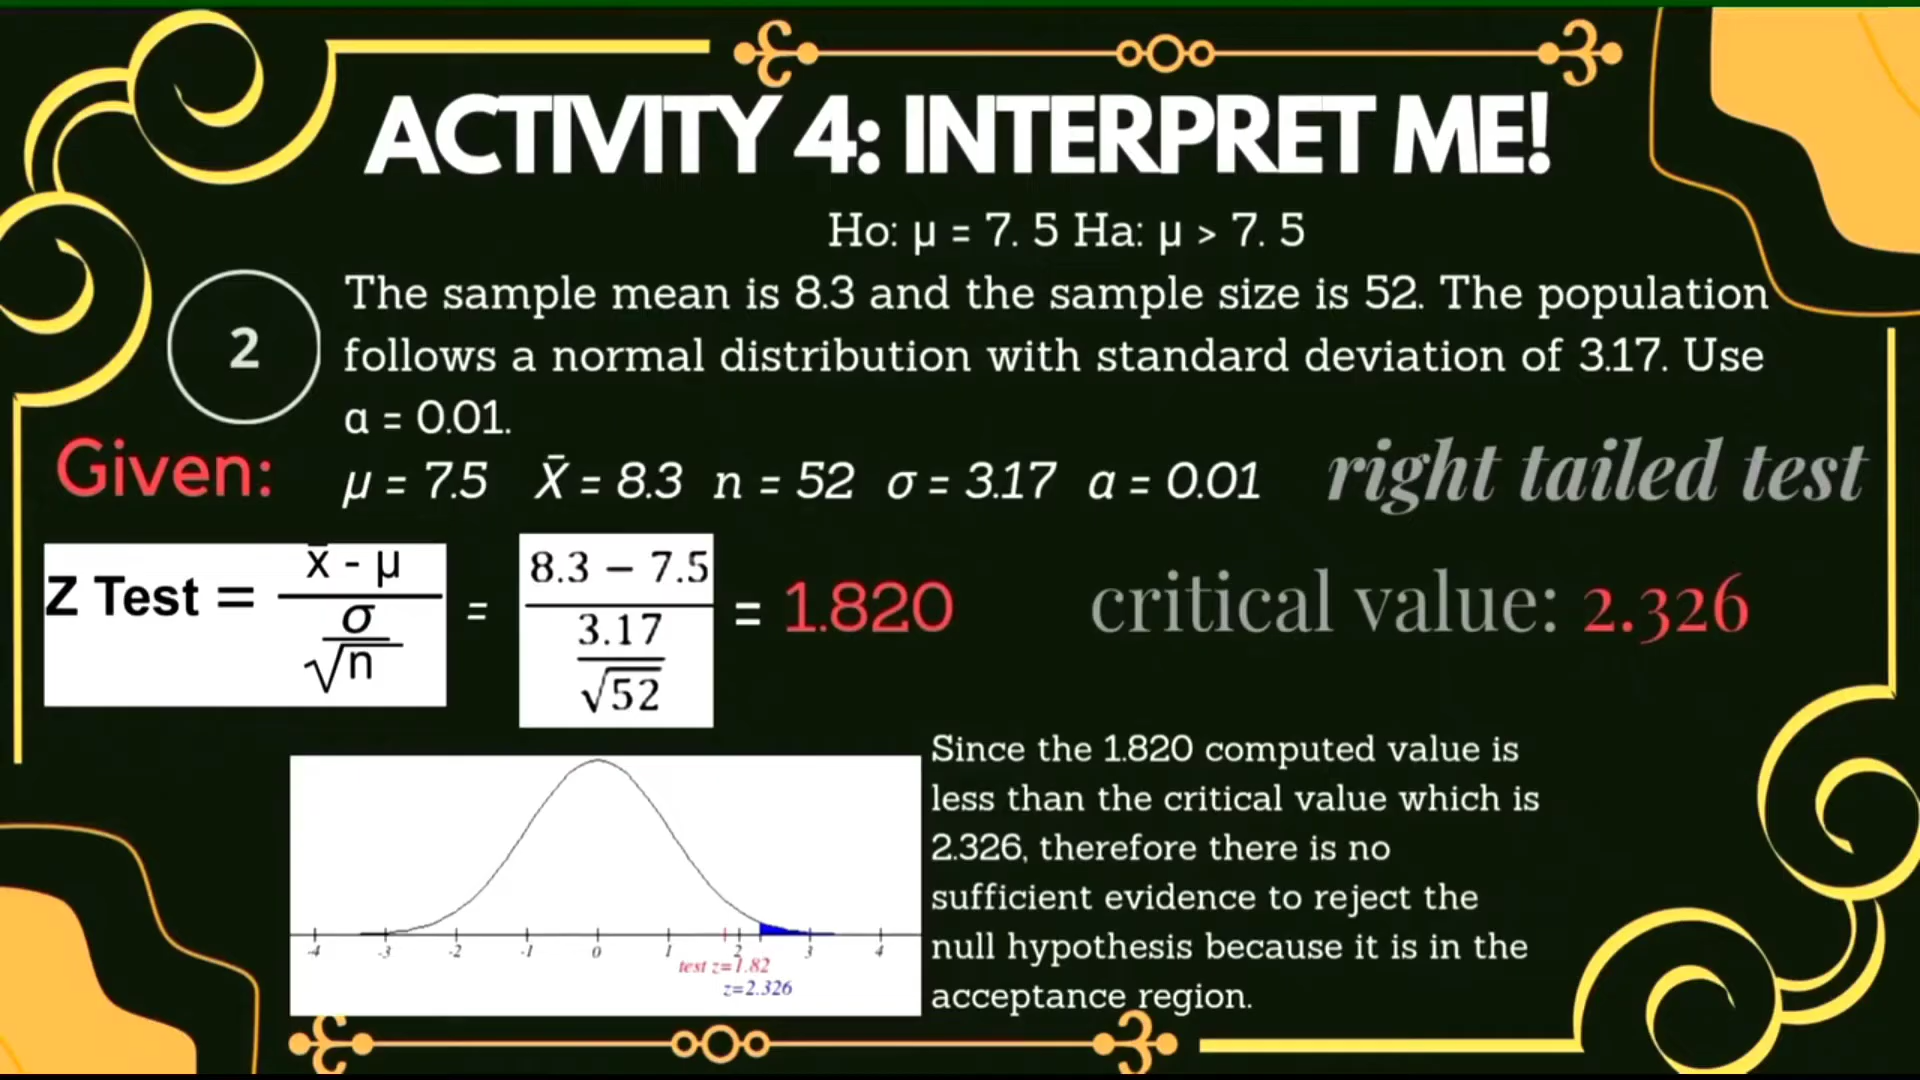 ACTIVITY 4: INTERPRET ME!
Ho: µ = 7. 5 Ha: µ > 7. 5
2
The sample mean is 8.3 and the sample size is 52. The population
follows a normal distribution with standard deviation of 3.17. Use
α = 0.01.
Given:
µ = 7.5 X̄ = 8.3 n = 52 σ = 3.17 α = 0.01
right tailed test
Z Test =
x̄ - µ
σ
√n
=
8.3 – 7.5
3.17
√52
= 1.820
critical value: 2.326
Since the 1.820 computed value is
less than the critical value which is
2.326, therefore there is no
sufficient evidence to reject the
null hypothesis because it is in the
acceptance region.
-4 -3 -2 -1 0 1 2 3 4
test z=1.82
z=2.326